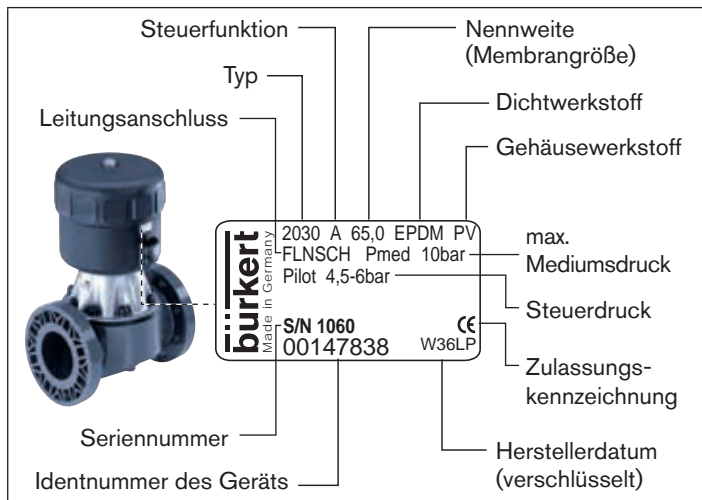 Steuerfunktion
Nennweite
(Membrangröße)
Typ
Dichtwerkstoff
Leitungsanschluss
Gehäusewerkstoff
bürkert
Made in Germany
2030 A 65,0 EPDM PV
FLNSCH Pmed 10bar
Pilot 4,5-6bar
S/N 1060
CE
00147838
W36LP
max.
Mediumsdruck
Steuerdruck
Zulassungs-
kennzeichnung
Seriennummer
Herstellerdatum
(verschlüsselt)
Identnummer des Geräts